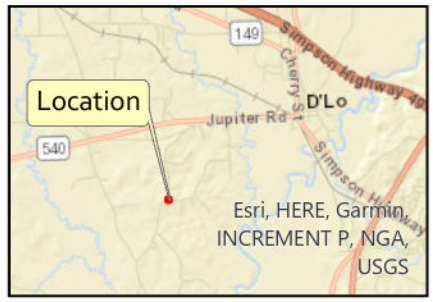 149
Simpson Highway 49
Cherry St
D'Lo
Location
Jupiter Rd
540
Simpson Highway
Esri, HERE, Garmin,
INCREMENT P, NGA,
USGS